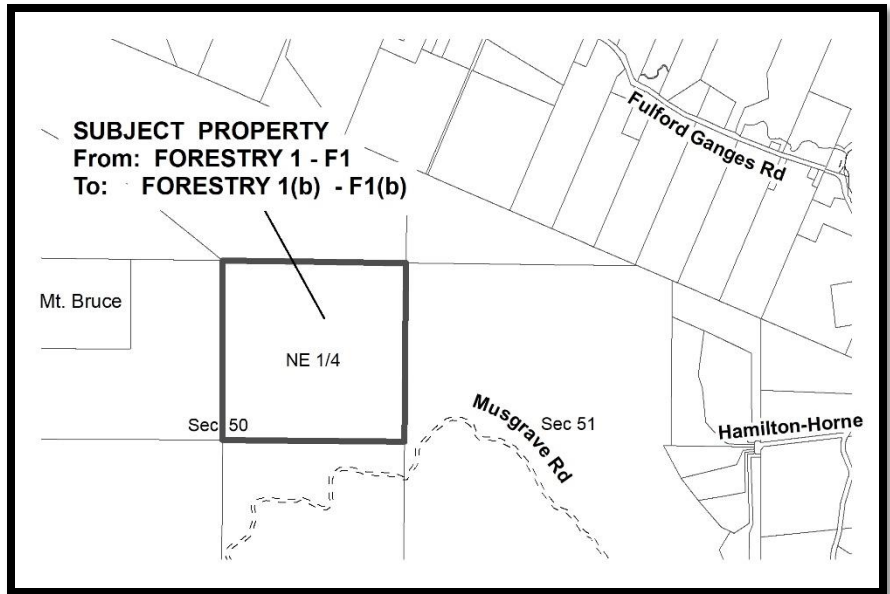 SUBJECT PROPERTY
From: FORESTRY 1 - F1
To: FORESTRY 1(b) - F1(b)
Fulford Ganges Rd
Mt. Bruce
NE 1/4
Sec 50
Musgrave Rd
Sec 51
Hamilton-Horne